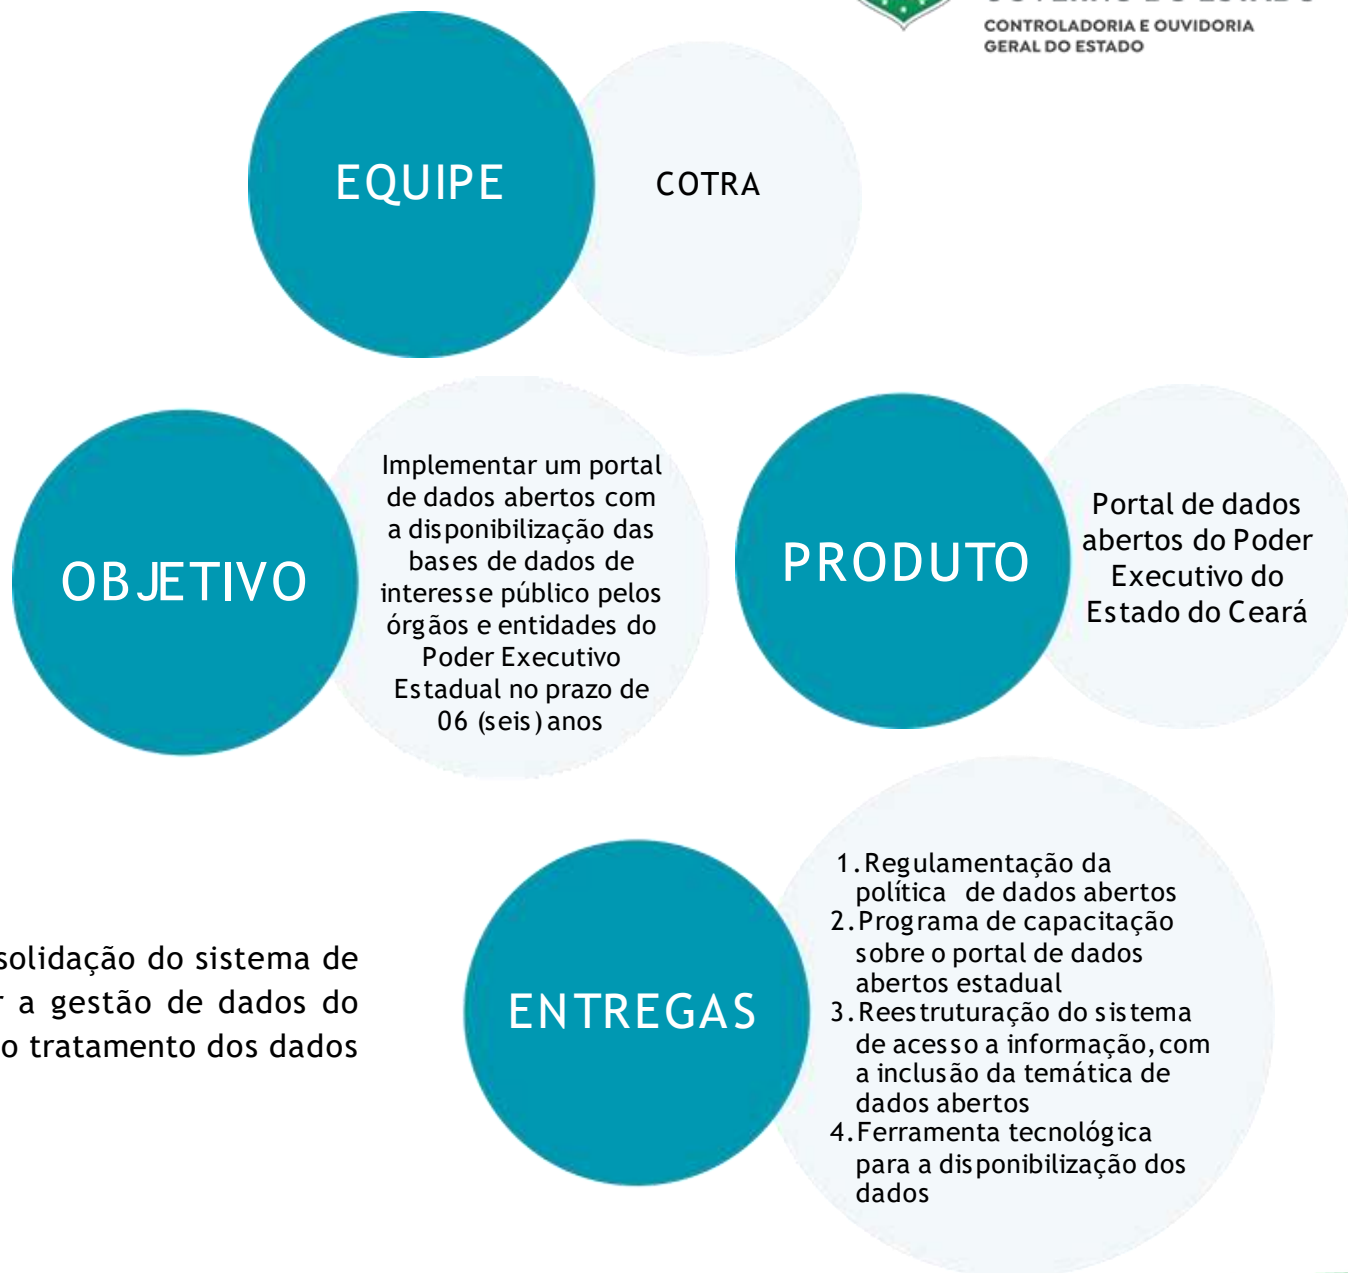 CONTROLADORIA E OUVIDORIA
GERAL DO ESTADO
EQUIPE
COTRA
OBJETIVO
Implementar um portal
de dados abertos com
a disponibilização das
bases de dados de
interesse público pelos
órgãos e entidades do
Poder Executivo
Estadual no prazo de
06 (seis) anos
PRODUTO
Portal de dados
abertos do Poder
Executivo do
Estado do Ceará
solidação do sistema de
r a gestão de dados do
o tratamento dos dados
ENTREGAS
1.Regulamentação da
política de dados abertos
2.Programa de capacitação
sobre o portal de dados
abertos estadual
3.Reestruturação do sistema
de acesso a informação, com
a inclusão da temática de
dados abertos
4.Ferramenta tecnológica
para a disponibilização dos
dados